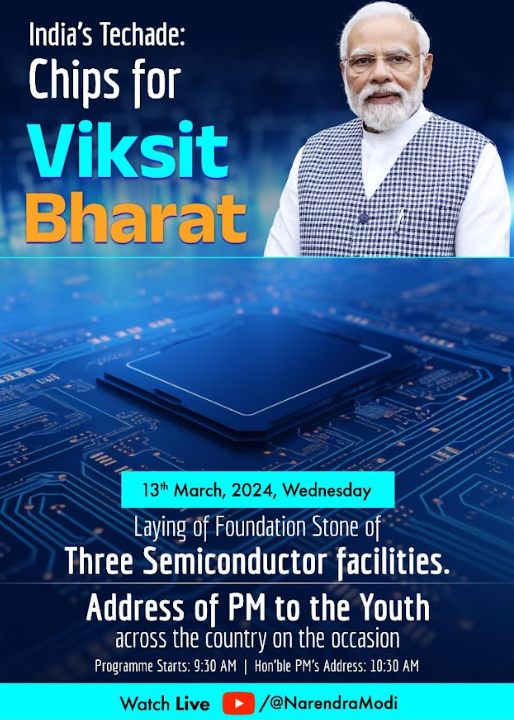 India's Techade:
Chips for
Viksit
Bharat
13th March, 2024, Wednesday
Laying of Foundation Stone of
Three Semiconductor facilities.
Address of PM to the Youth
across the country on the occasion
Programme Starts: 9:30 AM | Hon'ble PM's Address: 10:30 AM
Watch Live /@NarendraModi